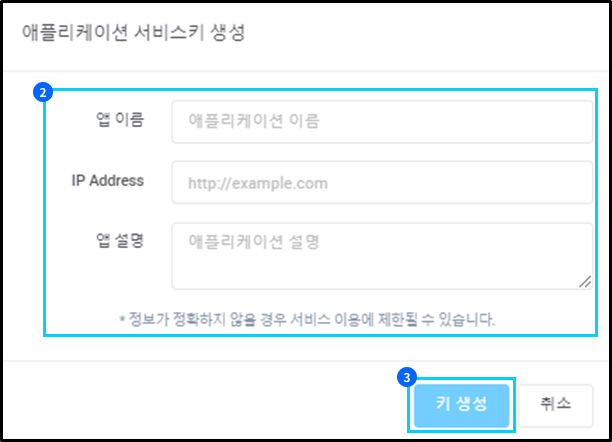 애플리케이션 서비스키 생성
2
앱 이름
애플리케이션 이름
IP Address
http://example.com
앱 설명
애플리케이션 설명
* 정보가 정확하지 않을 경우 서비스 이용에 제한될 수 있습니다.
3
키 생성
취소